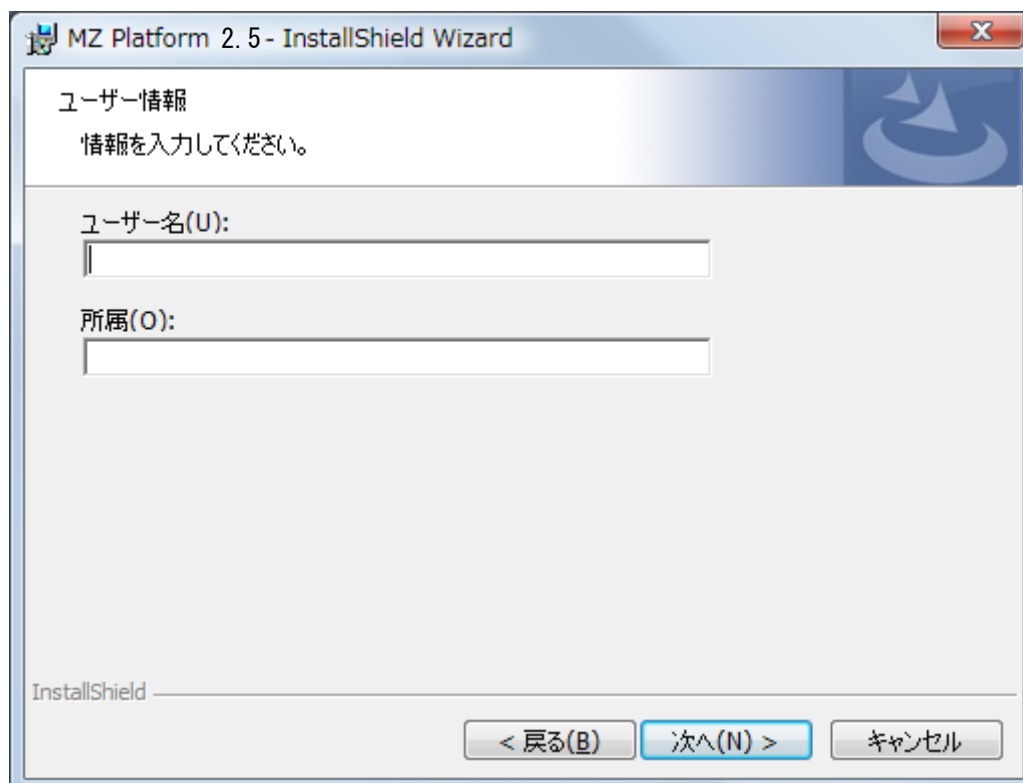 MZ Platform 2.5 - InstallShield Wizard
ユーザー情報
情報を入力してください。
ユーザー名(U):
所属(O):
InstallShield
< 戻る(B)
次へ(N) >
キャンセル